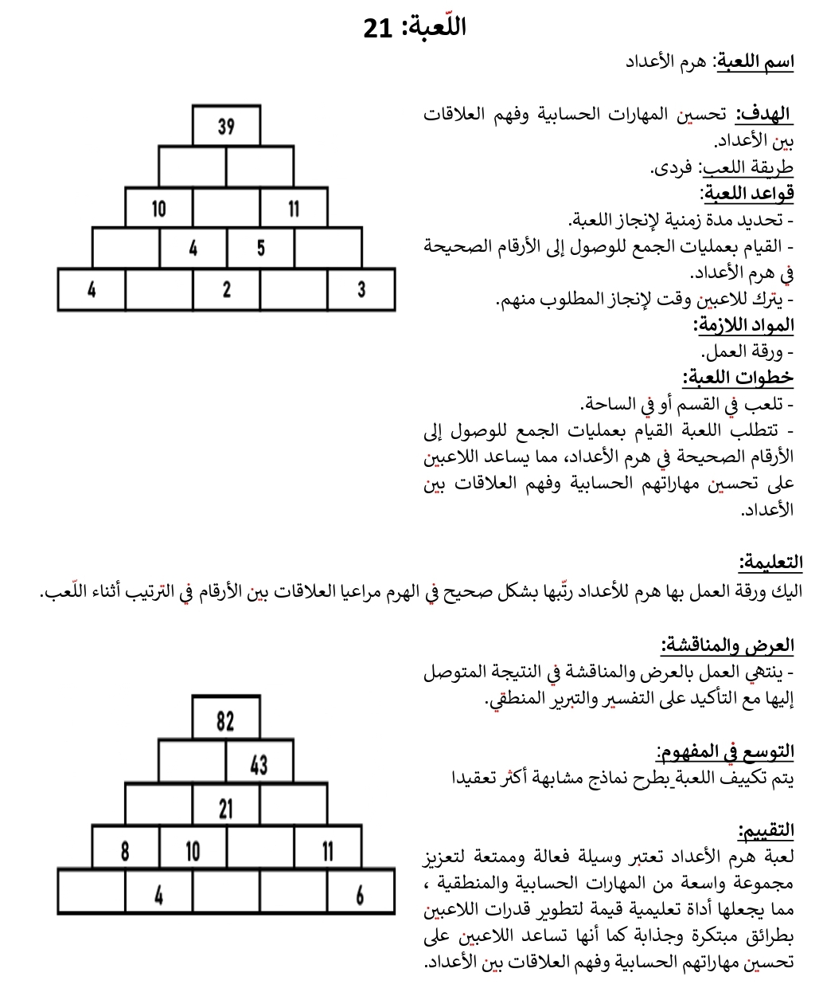 اللّعبة: 21
اسم اللعبة: هرم الأعداد
الهدف: تحسين المهارات الحسابية وفهم العلاقات
بين الأعداد.
طريقة اللعب: فردى.
قواعد اللعبة:
- تحديد مدة زمنية لإنجاز اللعبة.
- القيام بعمليات الجمع للوصول إلى الأرقام الصحيحة
في هرم الأعداد.
- يترك للاعبين وقت لإنجاز المطلوب منهم.
المواد اللازمة:
- ورقة العمل.
خطوات اللعبة:
- تلعب في القسم أو في الساحة.
- تتطلب اللعبة القيام بعمليات الجمع للوصول إلى
الأرقام الصحيحة في هرم الأعداد، مما يساعد اللاعبين
على تحسين مهاراتهم الحسابية وفهم العلاقات بين
الأعداد.
39
10 11
4 5
4 2 3
التعليمة:
اليك ورقة العمل بها هرم للأعداد رتّبها بشكل صحيح في الهرم مراعيا العلاقات بين الأرقام في الترتيب أثناء اللّعب.
العرض والمناقشة:
- ينتهي العمل بالعرض والمناقشة في النتيجة المتوصل
إليها مع التأكيد على التفسير والتبرير المنطقي.
التوسع في المفهوم:
يتم تكييف اللعبة بطرح نماذج مشابهة أكثر تعقيدا
التقييم:
لعبة هرم الأعداد تعتبر وسيلة فعالة وممتعة لتعزيز
مجموعة واسعة من المهارات الحسابية والمنطقية ،
مما يجعلها أداة تعليمية قيمة لتطوير قدرات اللاعبين
بطرائق مبتكرة وجذابة كما أنها تساعد اللاعبين على
تحسين مهاراتهم الحسابية وفهم العلاقات بين الأعداد.
82
43
21
8 10 11
4 6